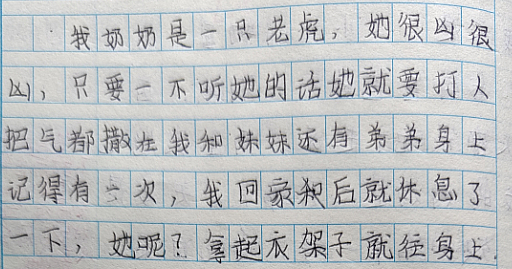 我奶奶是一只老虎，她很凶很
凶，只要一不听她的话她就要打人
把气都撒在我和妹妹还有弟弟身上
记得有一次，我回家然后就休息了
一下，她呢？拿起衣架子就往身上